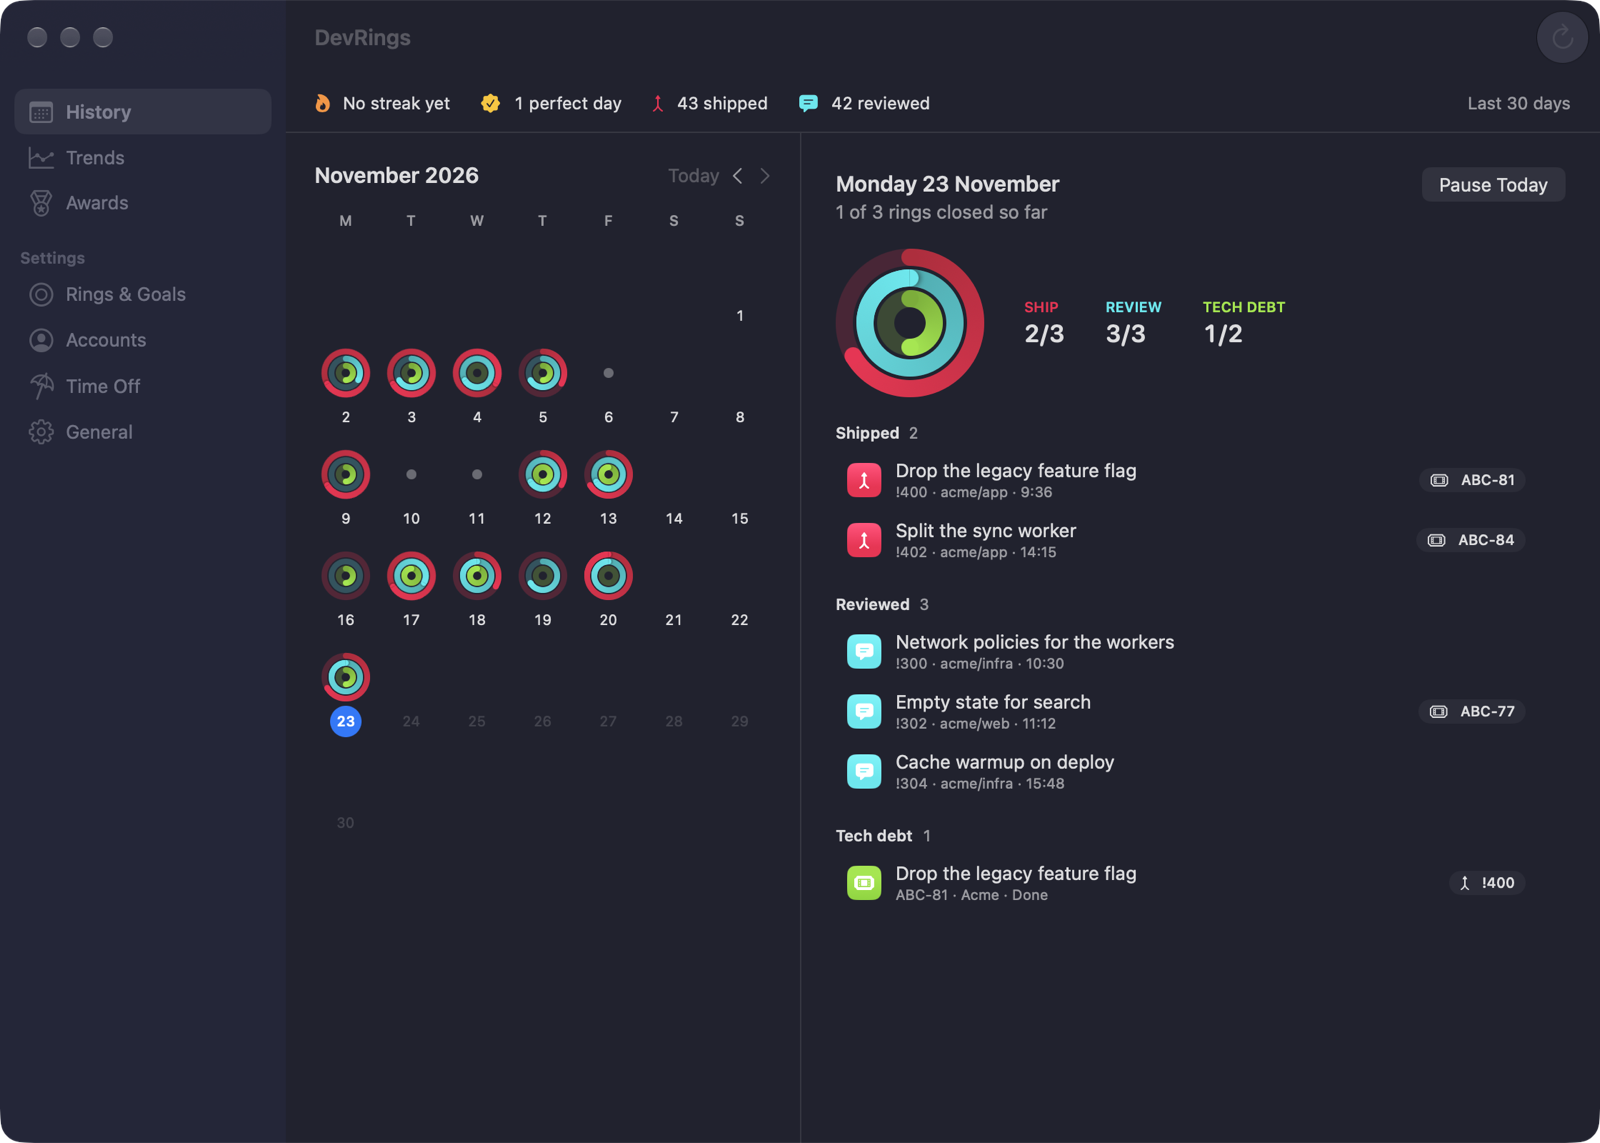 DevRings
History
Trends
Awards
Settings
Rings & Goals
Accounts
Time Off
General
No streak yet
1 perfect day
43 shipped
42 reviewed
Last 30 days
November 2026
Today
M T W T F S S
1
2 3 4 5 6 7 8
9 10 11 12 13 14 15
16 17 18 19 20 21 22
23 24 25 26 27 28 29
30
Monday 23 November
1 of 3 rings closed so far
Pause Today
SHIP REVIEW TECH DEBT
2/3 3/3 1/2
Shipped 2
Drop the legacy feature flag
!400 · acme/app · 9:36
ABC-81
Split the sync worker
!402 · acme/app · 14:15
ABC-84
Reviewed 3
Network policies for the workers
!300 · acme/infra · 10:30
Empty state for search
!302 · acme/web · 11:12
ABC-77
Cache warmup on deploy
!304 · acme/infra · 15:48
Tech debt 1
Drop the legacy feature flag
ABC-81 · Acme · Done
!400